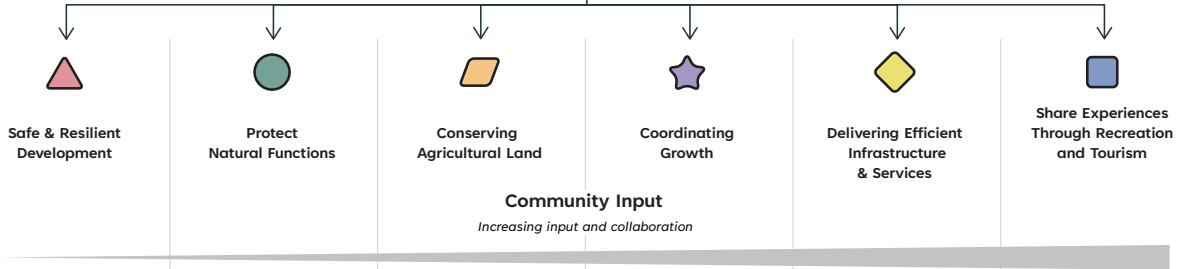 Safe & Resilient
Development
Protect
Natural Functions
Conserving
Agricultural Land
Coordinating
Growth
Delivering Efficient
Infrastructure
& Services
Share Experiences
Through Recreation
and Tourism
Community Input
Increasing input and collaboration